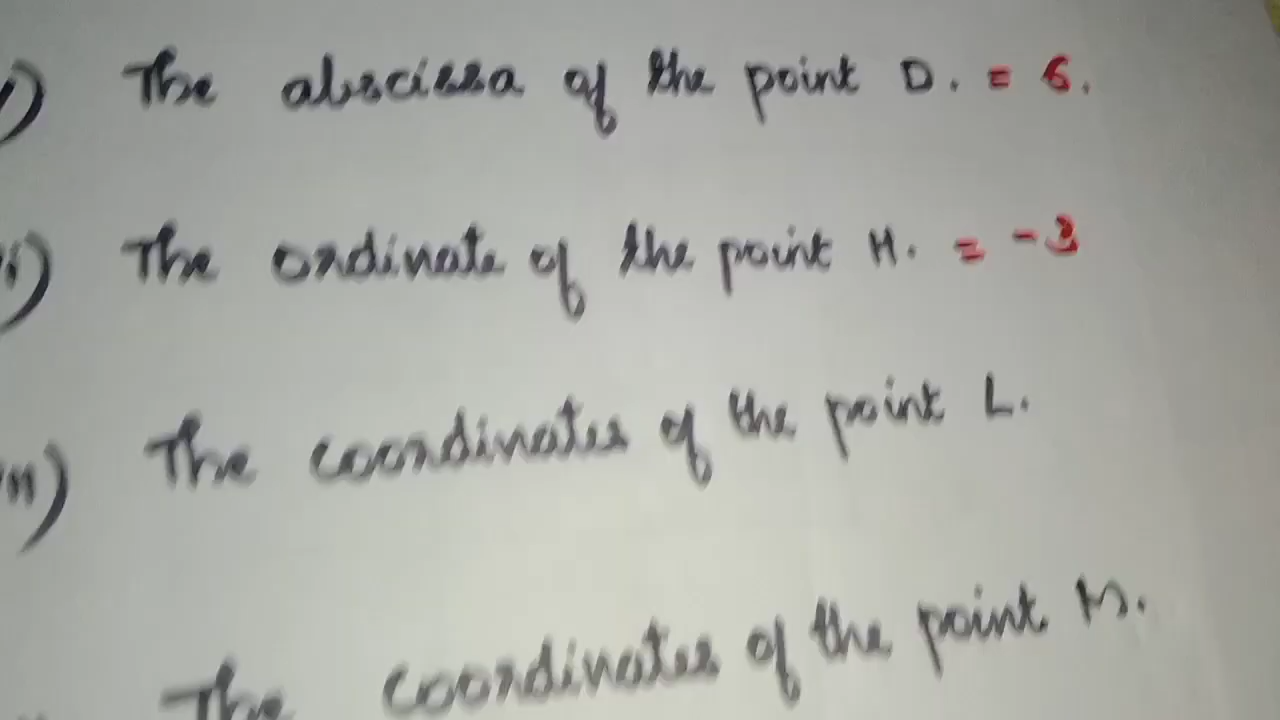 i) The abscissa of the point D. = 6.
i) The ordinate of the point H. = -3
ii) The coordinates of the point L.
The coordinates of the point M.